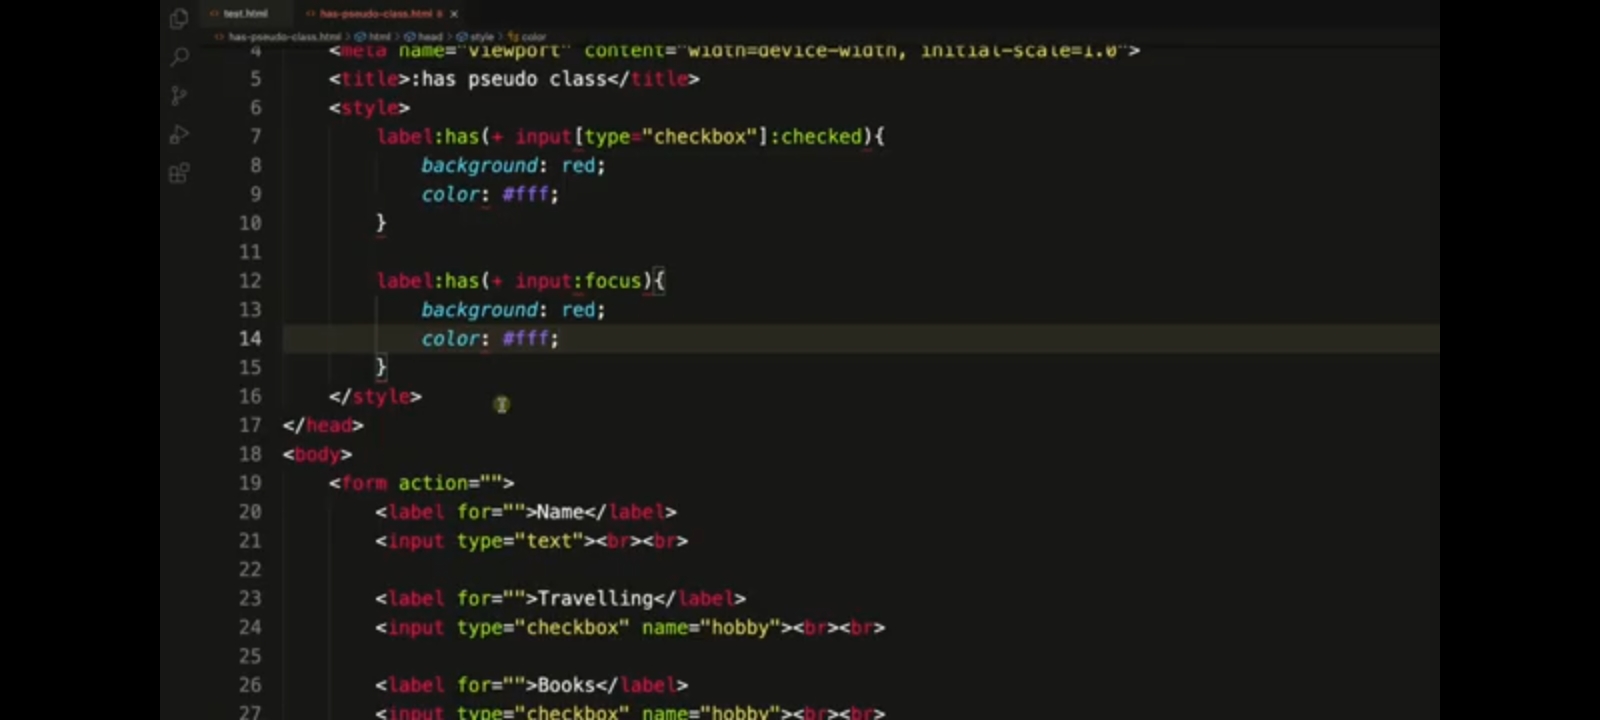 test.html has-pseudo-class.html 8
has-pseudo-class.html > html > head > style > color
4 <meta name="viewport" content="width=device-width, initial-scale=1.0">
5 <title>:has pseudo class</title>
6 <style>
7 label:has(+ input[type="checkbox"]:checked){
8 background: red;
9 color: #fff;
10 }
11
12 label:has(+ input:focus){
13 background: red;
14 color: #fff;
15 }
16 </style>
17 </head>
18 <body>
19 <form action="">
20 <label for="">Name</label>
21 <input type="text"><br><br>
22
23 <label for="">Travelling</label>
24 <input type="checkbox" name="hobby"><br><br>
25
26 <label for="">Books</label>
27 <input type="checkbox" name="hobby"><br><br>